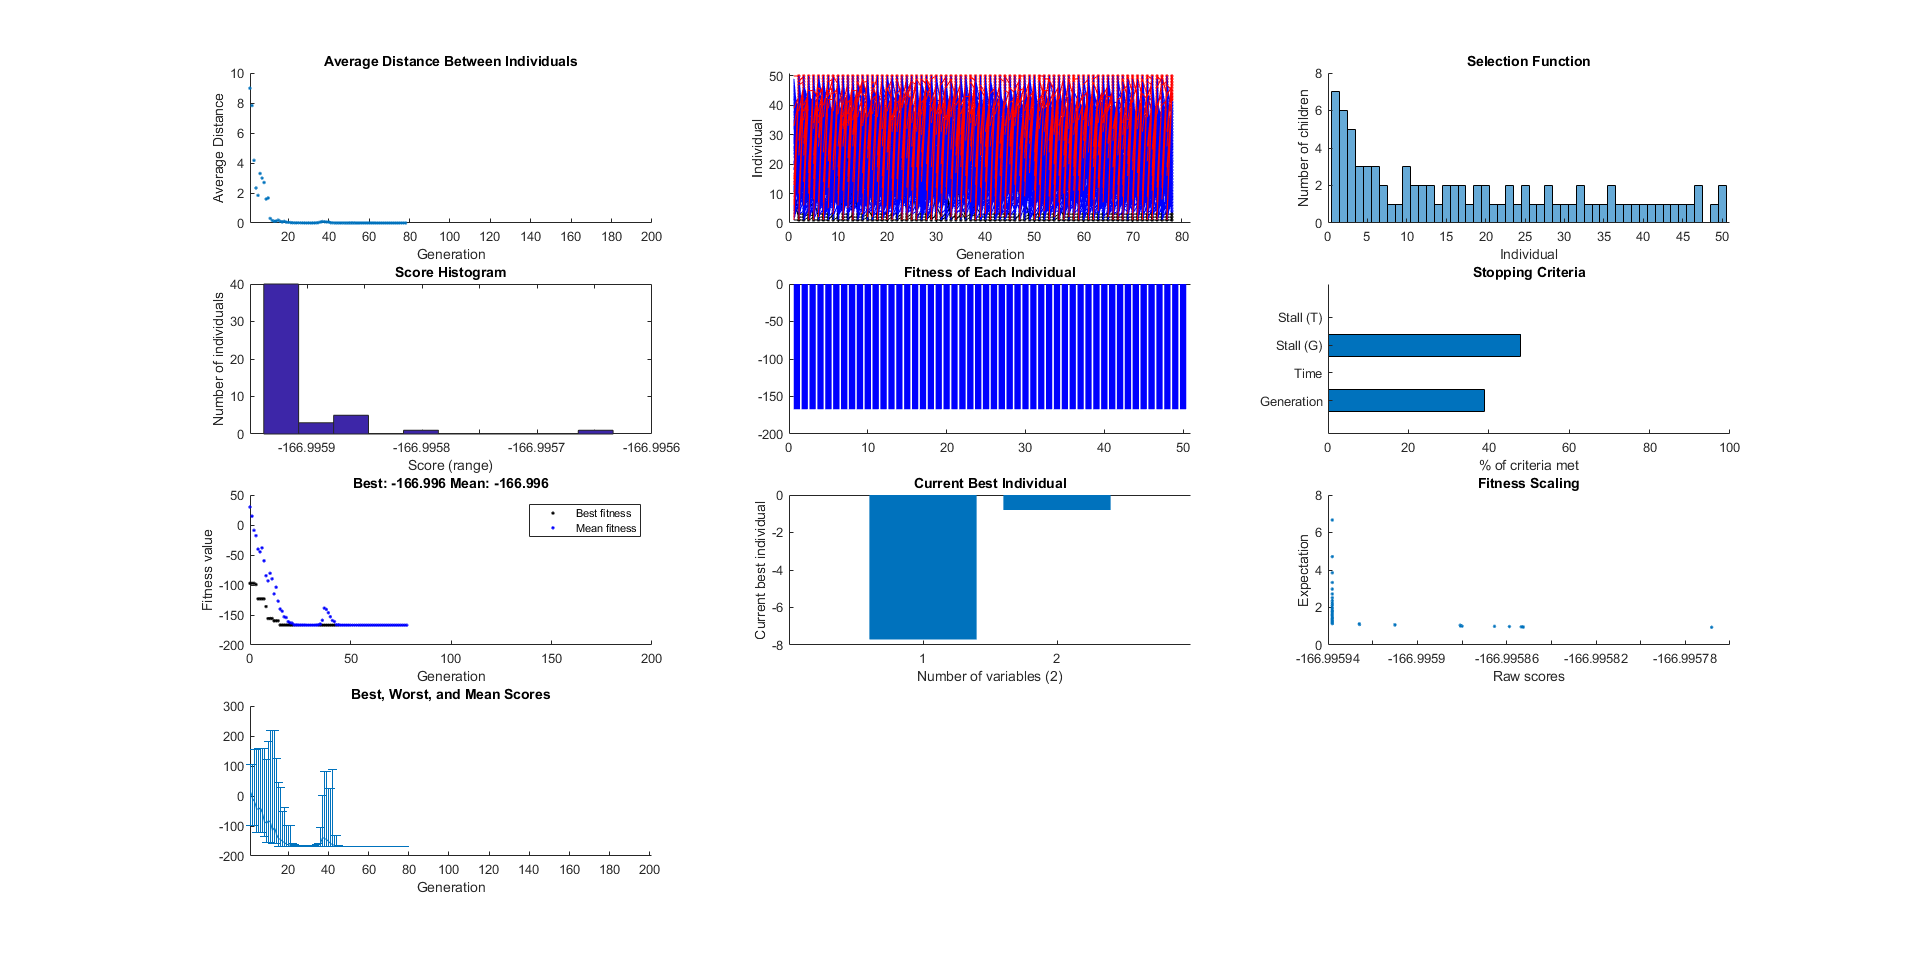 Average Distance Between Individuals
10
8
6
4
2
0
Average Distance
20 40 60 80 100 120 140 160 180 200
Generation
50
40
30
20
10
0
Individual
0 10 20 30 40 50 60 70 80
Generation
Selection Function
8
6
4
2
0
Number of children
0 5 10 15 20 25 30 35 40 45 50
Individual
Score Histogram
40
30
20
10
0
Number of individuals
-166.9959 -166.9958 -166.9957 -166.9956
Score (range)
Fitness of Each Individual
0
-50
-100
-150
-200
0 10 20 30 40 50
Stopping Criteria
Stall (T)
Stall (G)
Time
Generation
0 20 40 60 80 100
% of criteria met
Best: -166.996 Mean: -166.996
50
0
-50
-100
-150
-200
Fitness value
Best fitness
Mean fitness
0 50 100 150 200
Generation
Current Best Individual
0
-2
-4
-6
-8
Current best individual
1 2
Number of variables (2)
Fitness Scaling
8
6
4
2
0
Expectation
-166.99594 -166.9959 -166.99586 -166.99582 -166.99578
Raw scores
Best, Worst, and Mean Scores
300
200
100
0
-100
-200
20 40 60 80 100 120 140 160 180 200
Generation